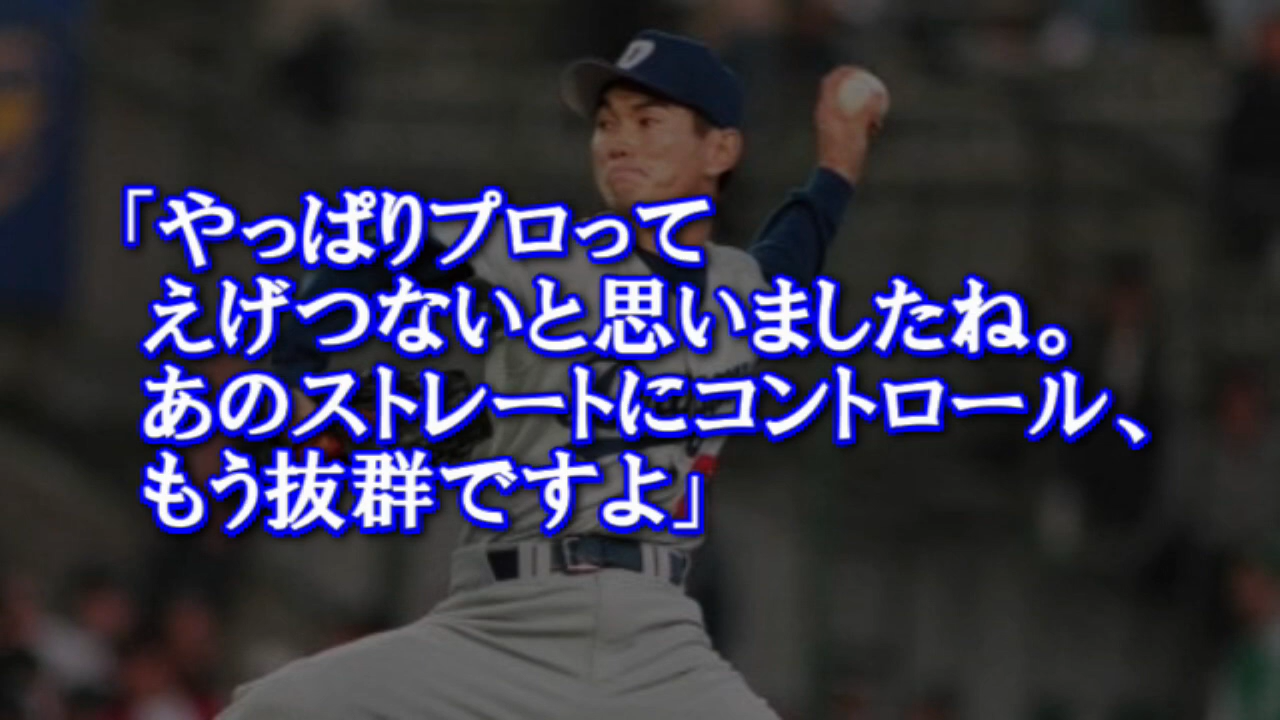 「やっぱりプロって
えげつないと思いましたね。
あのストレートにコントロール、
もう抜群ですよ」
D